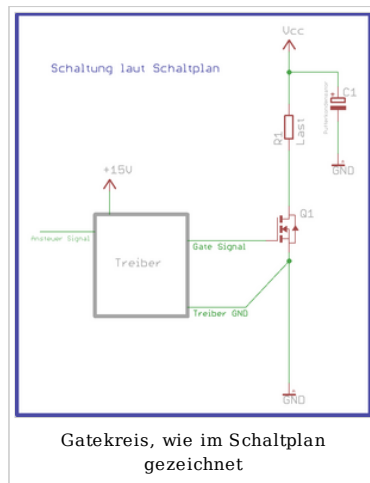 Vcc
Schaltung laut Schaltplan
C1
Pufferkondensator
R1
Last
GND
+15V
Q1
Ansteuer Signal
Gate Signal
Treiber
Treiber GND
GND
Gatekreis, wie im Schaltplan
gezeichnet